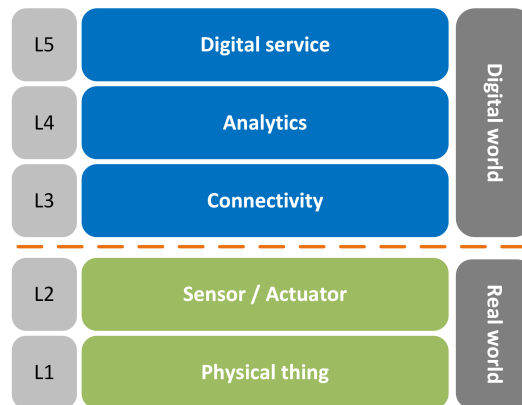 L5
Digital service
L4
Analytics
L3
Connectivity
Digital world
L2
Sensor / Actuator
L1
Physical thing
Real world